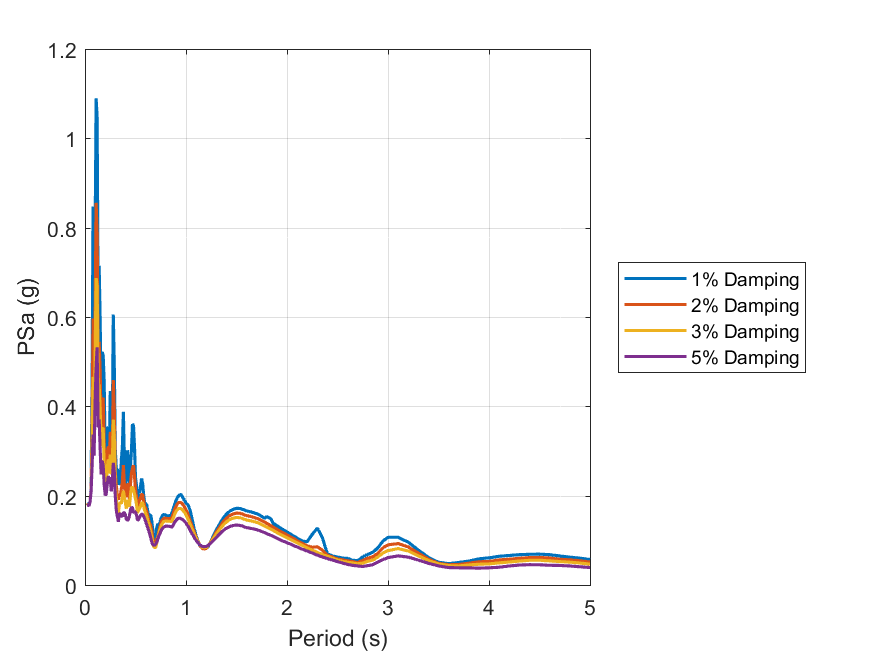 1.2
1
0.8
0.6
0.4
0.2
0
PSa (g)
0 1 2 3 4 5
Period (s)
1% Damping
2% Damping
3% Damping
5% Damping